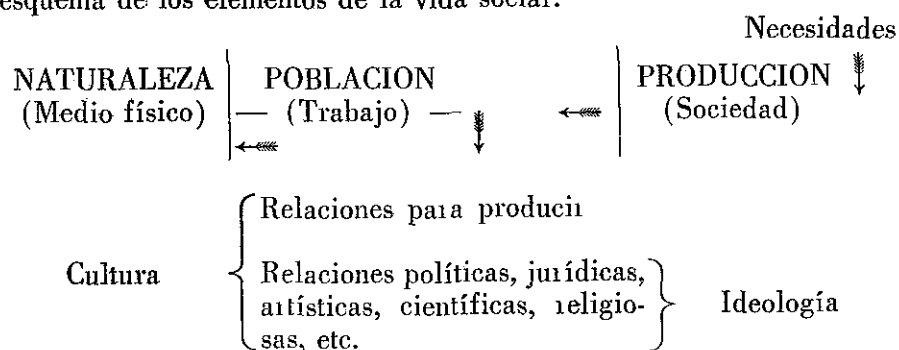 esquema de los elementos de la vida social:
Necesidades
NATURALEZA POBLACION PRODUCCION
(Medio físico) — (Trabajo) — (Sociedad)
Relaciones para producir
Cultura Relaciones políticas, jurídicas,
artísticas, científicas, religio- Ideología
sas, etc.